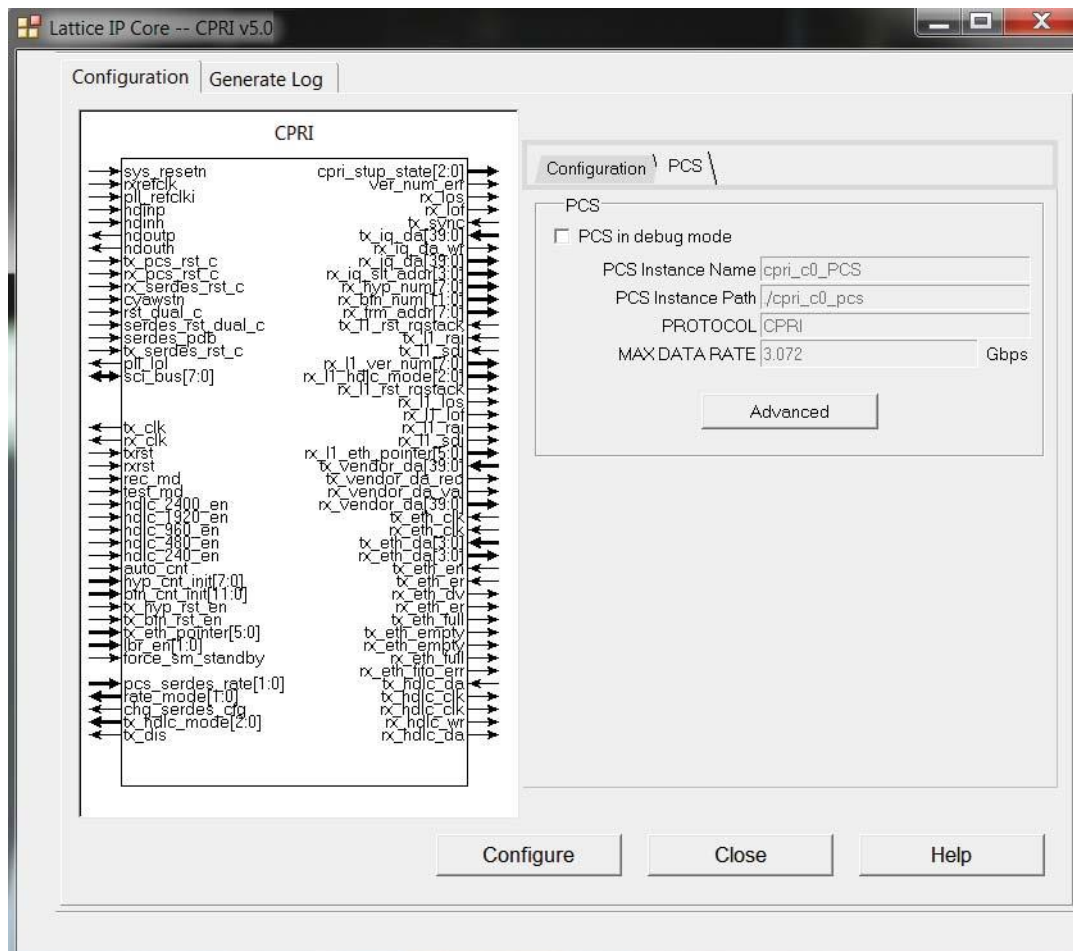 Lattice IP Core -- CPRI v5.0
Configuration
Generate Log
CPRI
sys_resetn
rxrefclk
pll_refclki
hdinp
hdinn
hdoutp
hdoutn
tx_pcs_rst_c
rx_pcs_rst_c
rx_serdes_rst_c
cyawstn
rst_dual_c
serdes_rst_dual_c
serdes_pdb
tx_serdes_rst_c
pll_lol
sci_bus[7:0]
tx_clk
rx_clk
txrst
rxrst
rec_md
test_md
hdlc_2400_en
hdlc_1920_en
hdlc_960_en
hdlc_480_en
hdlc_240_en
auto_cnt
hyp_cnt_init[7:0]
bfn_cnt_init[11:0]
tx_hyp_rst_en
tx_bfn_rst_en
tx_eth_pointer[5:0]
lbr_en[1:0]
force_sm_standby
pcs_serdes_rate[1:0]
rate_mode[1:0]
chg_serdes_cfg
tx_hdlc_mode[2:0]
tx_dis
cpri_stup_state[2:0]
ver_num_err
rx_los
rx_lof
tx_sync
tx_iq_da[39:0]
rx_iq_da_wr
rx_iq_da[39:0]
rx_iq_slt_addr[3:0]
rx_hyp_num[7:0]
rx_bfn_num[11:0]
rx_frm_addr[7:0]
tx_l1_rst_rqstack
tx_l1_rai
tx_l1_sdi
rx_l1_ver_num[7:0]
rx_l1_hdlc_mode[2:0]
rx_l1_rst_rqstack
rx_l1_los
rx_l1_lof
rx_l1_rai
rx_l1_sdi
rx_l1_eth_pointer[5:0]
tx_vendor_da[39:0]
tx_vendor_da_req
rx_vendor_da_val
rx_vendor_da[39:0]
tx_eth_clk
rx_eth_clk
tx_eth_da[3:0]
rx_eth_da[3:0]
tx_eth_en
tx_eth_er
rx_eth_dv
rx_eth_er
tx_eth_full
tx_eth_empty
rx_eth_empty
rx_eth_full
rx_eth_fifo_err
tx_hdlc_da
tx_hdlc_clk
rx_hdlc_clk
rx_hdlc_wr
rx_hdlc_da
Configuration
PCS
PCS
PCS in debug mode
PCS Instance Name cpri_c0_PCS
PCS Instance Path ./cpri_c0_pcs
PROTOCOL CPRI
MAX DATA RATE 3.072 Gbps
Advanced
Configure
Close
Help